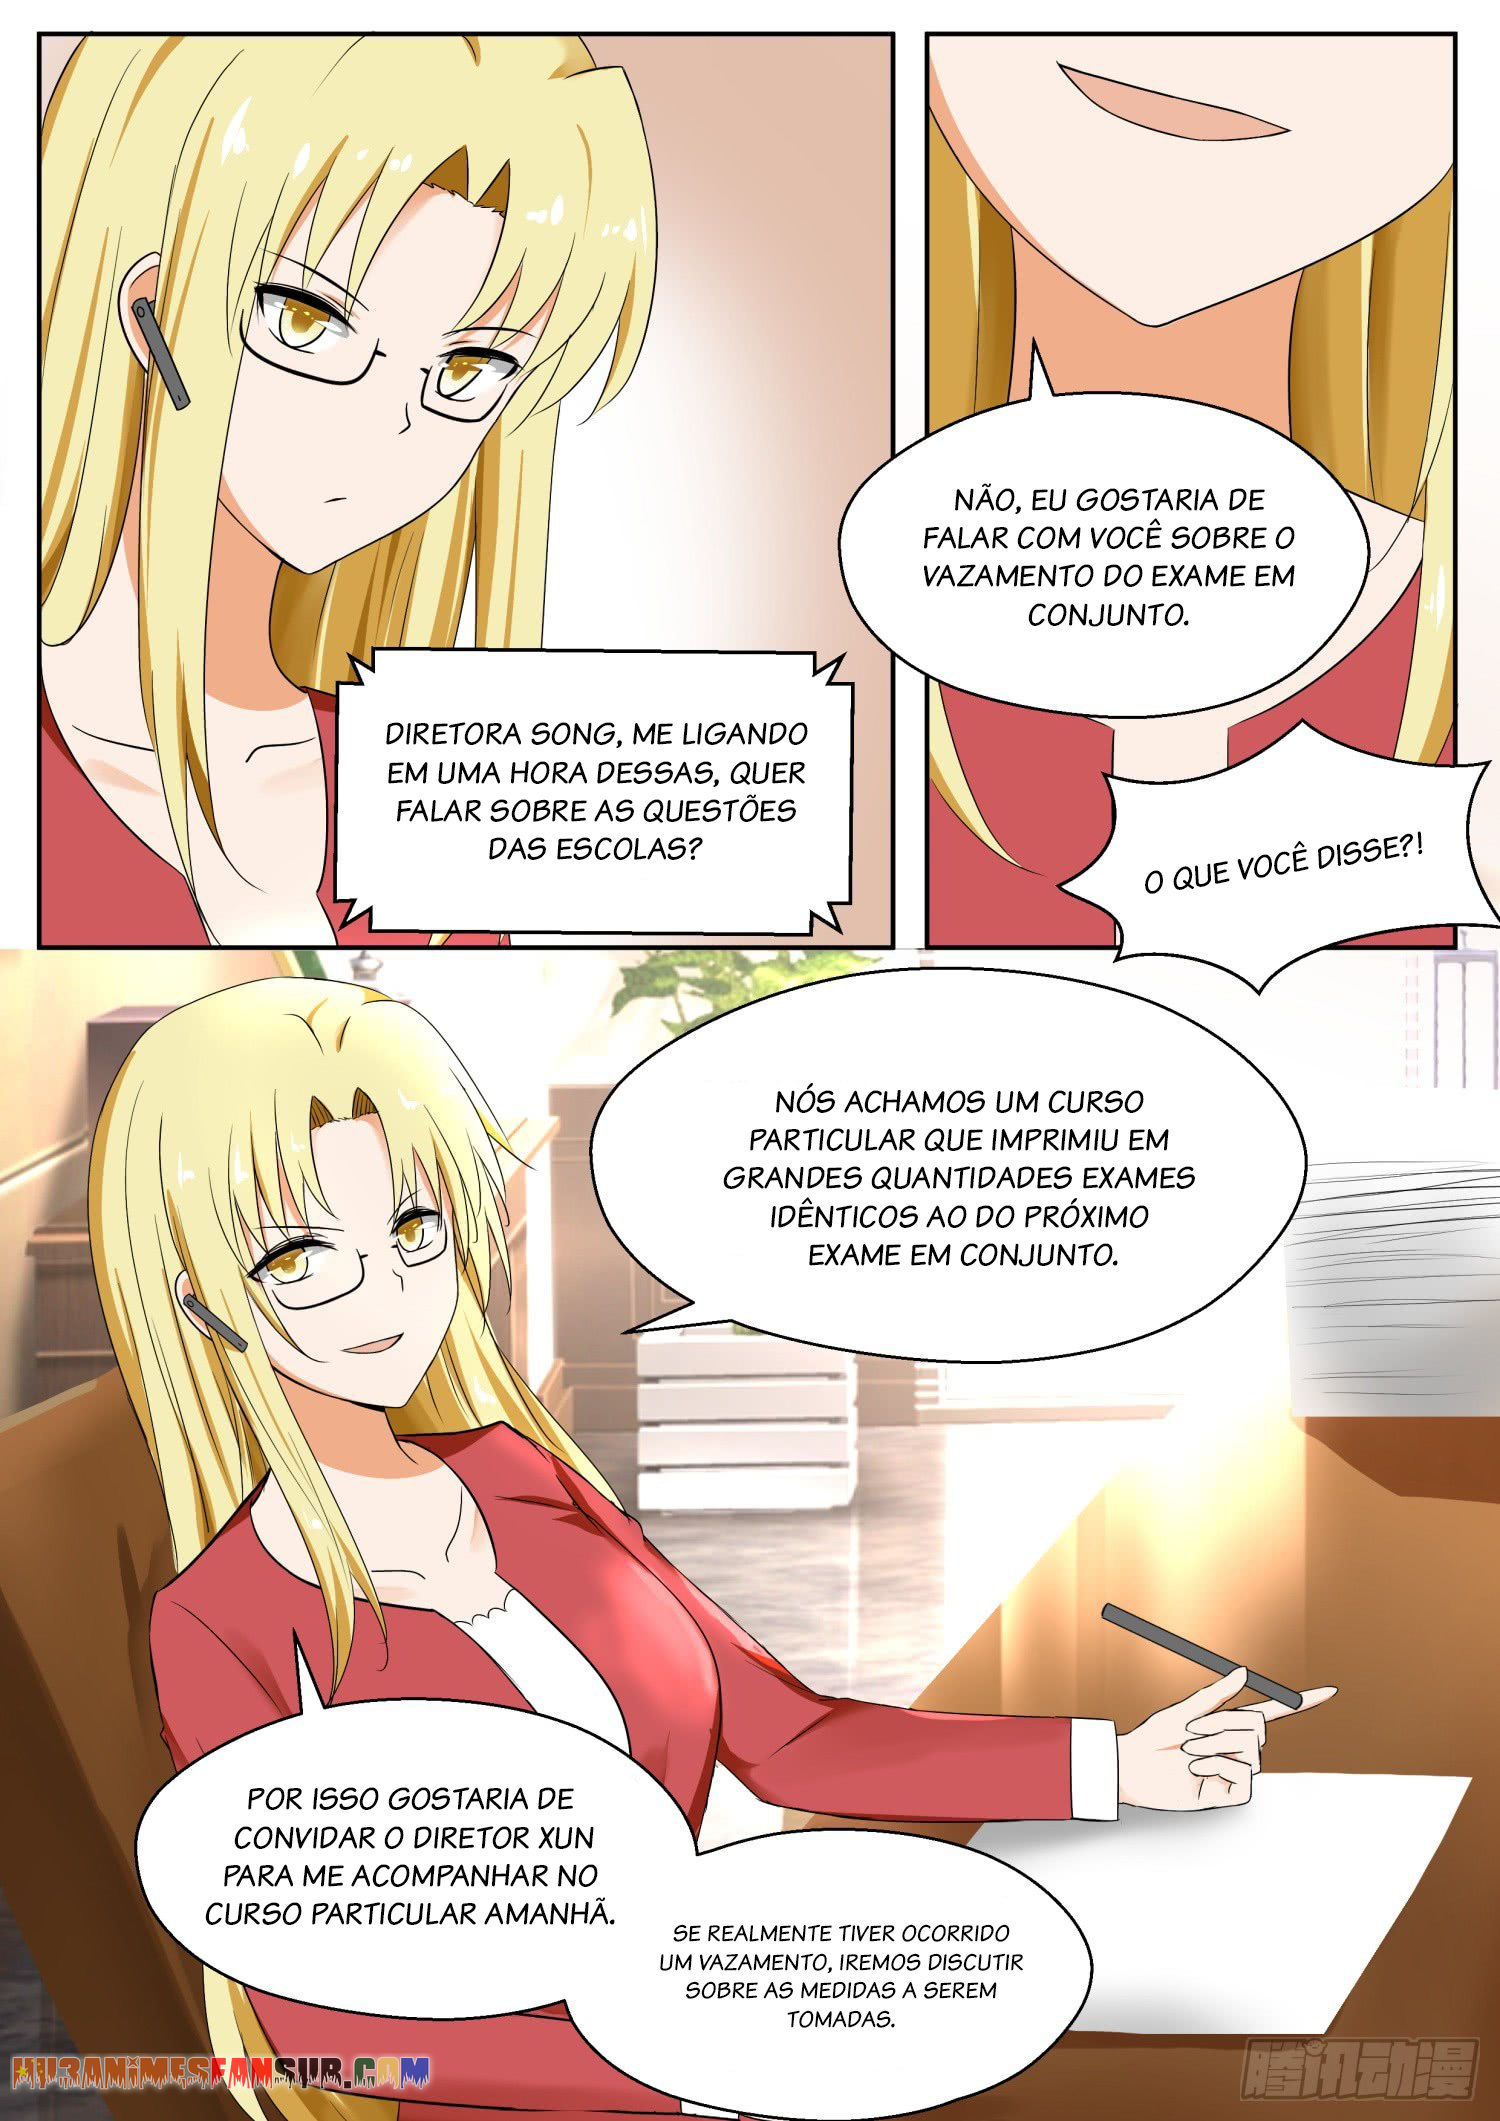 DIRETORA SONG, ME LIGANDO
EM UMA HORA DESSAS, QUER
FALAR SOBRE AS QUESTÕES
DAS ESCOLAS?
NÃO, EU GOSTARIA DE
FALAR COM VOCÊ SOBRE O
VAZAMENTO DO EXAME EM
CONJUNTO.
O QUE VOCÊ DISSE?!
NÓS ACHAMOS UM CURSO
PARTICULAR QUE IMPRIMIU EM
GRANDES QUANTIDADES EXAMES
IDÊNTICOS AO DO PRÓXIMO
EXAME EM CONJUNTO.
POR ISSO GOSTARIA DE
CONVIDAR O DIRETOR XUN
PARA ME ACOMPANHAR NO
CURSO PARTICULAR AMANHÃ.
SE REALMENTE TIVER OCORRIDO
UM VAZAMENTO, IREMOS DISCUTIR
SOBRE AS MEDIDAS A SEREM
TOMADAS.
HU3ANIMESFANSUB.COM
腾讯动漫